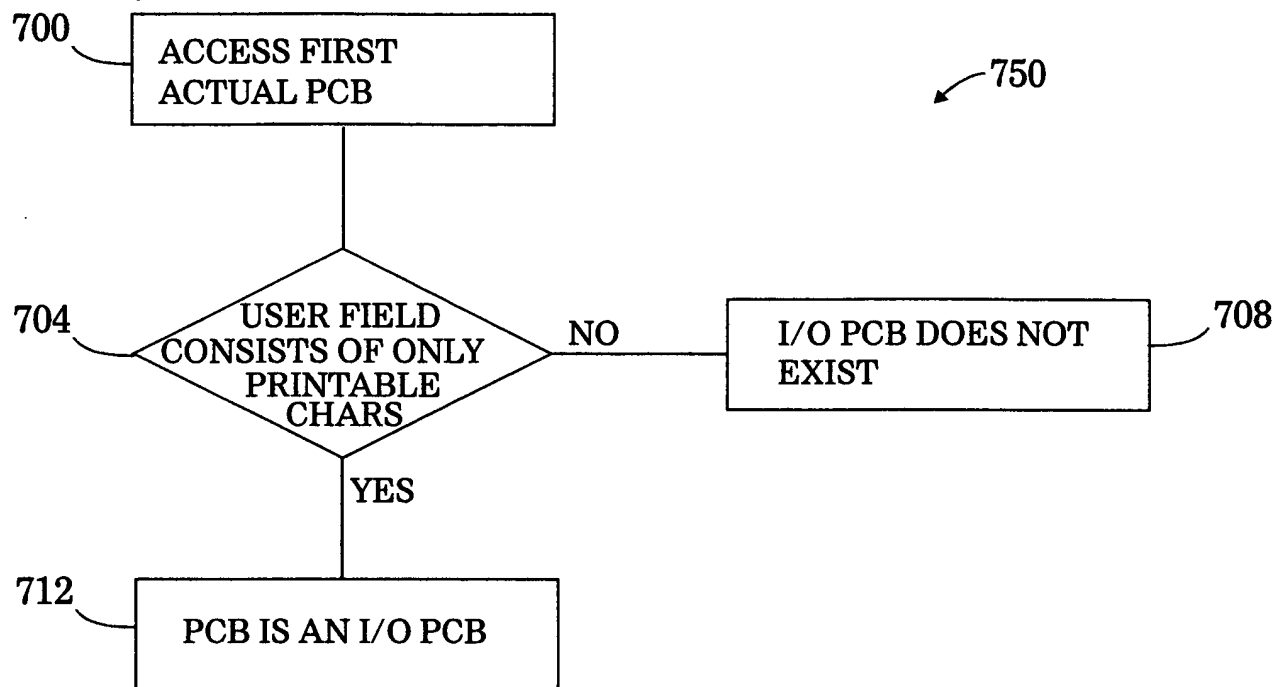 700
ACCESS FIRST
ACTUAL PCB
750
704
USER FIELD
CONSISTS OF ONLY
PRINTABLE
CHARS
NO
I/O PCB DOES NOT
EXIST
708
YES
712
PCB IS AN I/O PCB